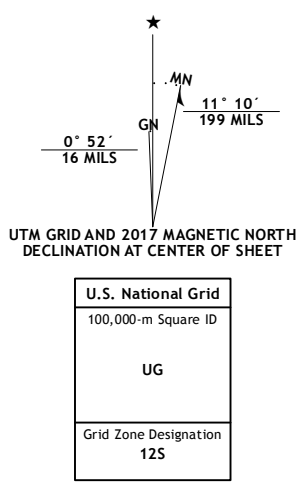 ★
MN
GN
11° 10´
199 MILS
0° 52´
16 MILS
UTM GRID AND 2017 MAGNETIC NORTH
DECLINATION AT CENTER OF SHEET
U.S. National Grid
100,000-m Square ID
UG
Grid Zone Designation
12S